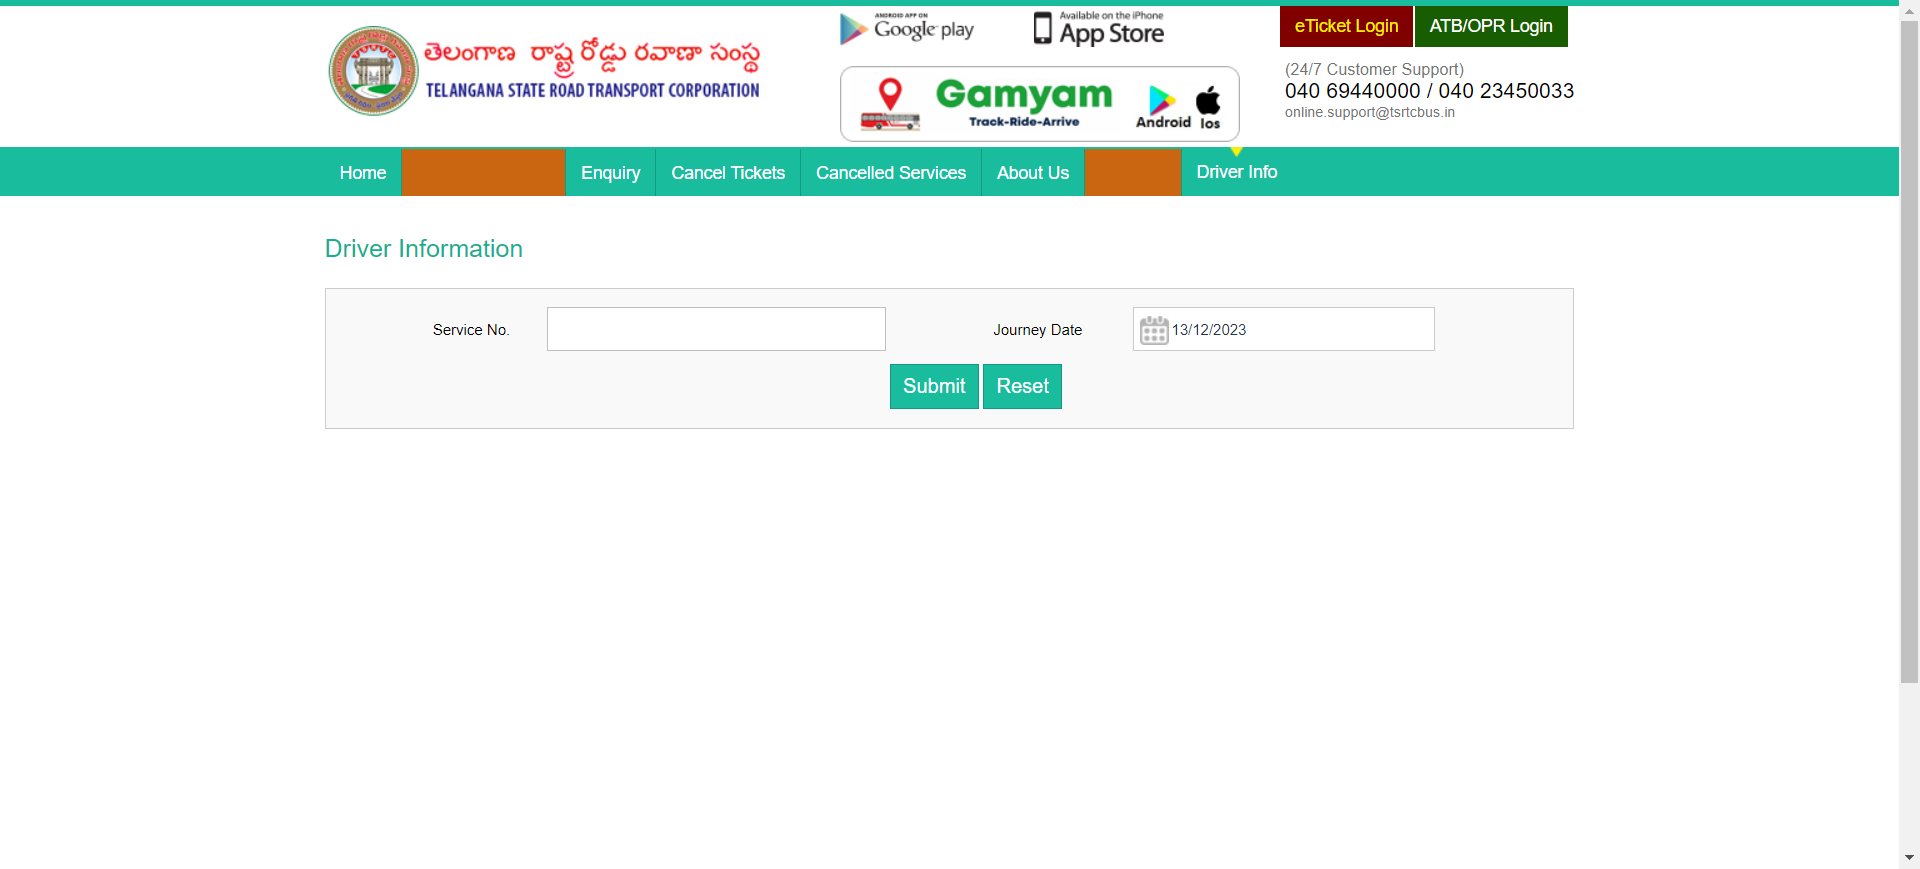 తెలంగాణ రాష్ట్ర రోడ్డు రవాణా సంస్థ
TELANGANA STATE ROAD TRANSPORT CORPORATION
ANDROID APP ON
Google play
Available on the iPhone
App Store
eTicket Login
ATB/OPR Login
Gamyam
Track-Ride-Arrive
Android
Ios
(24/7 Customer Support)
040 69440000 / 040 23450033
online.support@tsrtcbus.in
Home
Enquiry
Cancel Tickets
Cancelled Services
About Us
Driver Info
Driver Information
Service No.
Journey Date
13/12/2023
Submit
Reset